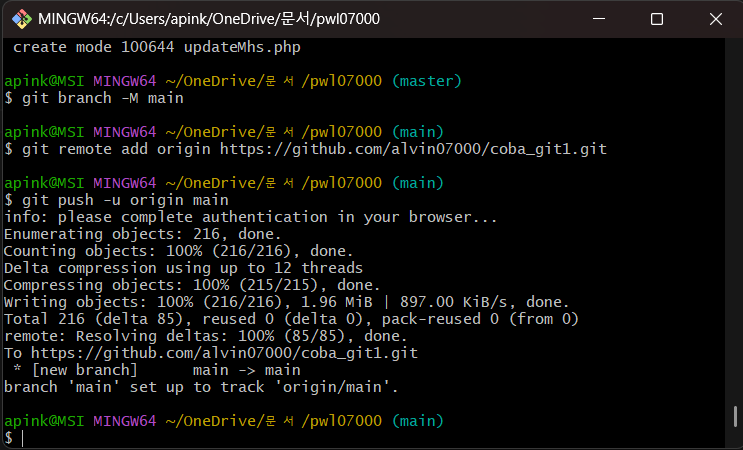 MINGW64:/c/Users/apink/OneDrive/문서/pwl07000
create mode 100644 updateMhs.php
apink@MSI MINGW64 ~/OneDrive/문서/pwl07000 (master)
$ git branch -M main
apink@MSI MINGW64 ~/OneDrive/문서/pwl07000 (main)
$ git remote add origin https://github.com/alvin07000/coba_git1.git
apink@MSI MINGW64 ~/OneDrive/문서/pwl07000 (main)
$ git push -u origin main
info: please complete authentication in your browser...
Enumerating objects: 216, done.
Counting objects: 100% (216/216), done.
Delta compression using up to 12 threads
Compressing objects: 100% (215/215), done.
Writing objects: 100% (216/216), 1.96 MiB | 897.00 KiB/s, done.
Total 216 (delta 85), reused 0 (delta 0), pack-reused 0 (from 0)
remote: Resolving deltas: 100% (85/85), done.
To https://github.com/alvin07000/coba_git1.git
 * [new branch]      main -> main
branch 'main' set up to track 'origin/main'.
apink@MSI MINGW64 ~/OneDrive/문서/pwl07000 (main)
$